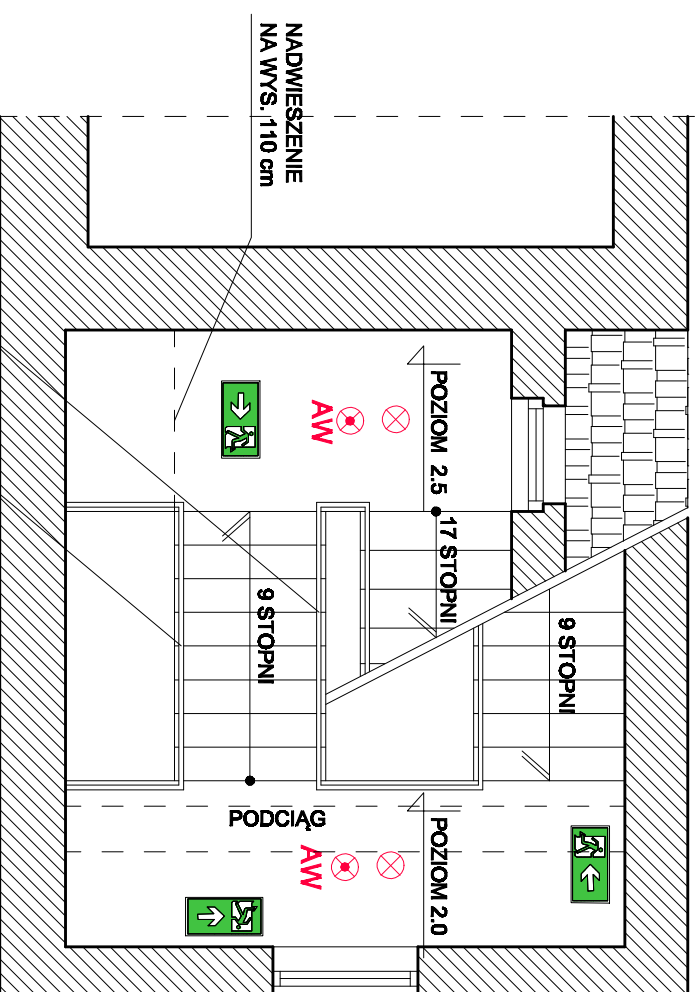 NADWIESZENIE
NA WYS. 110 cm
POZIOM 2.5
AW
17 STOPNI
9 STOPNI
9 STOPNI
PODCIĄG
POZIOM 2.0
AW